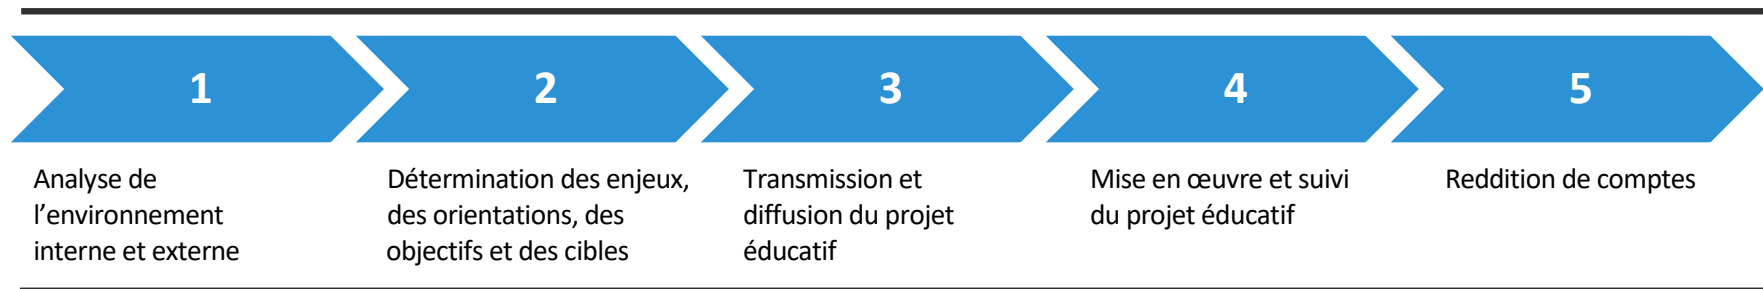 1
2
3
4
5
Analyse de
l’environnement
interne et externe
Détermination des enjeux,
des orientations, des
objectifs et des cibles
Transmission et
diffusion du projet
éducatif
Mise en œuvre et suivi
du projet éducatif
Reddition de comptes